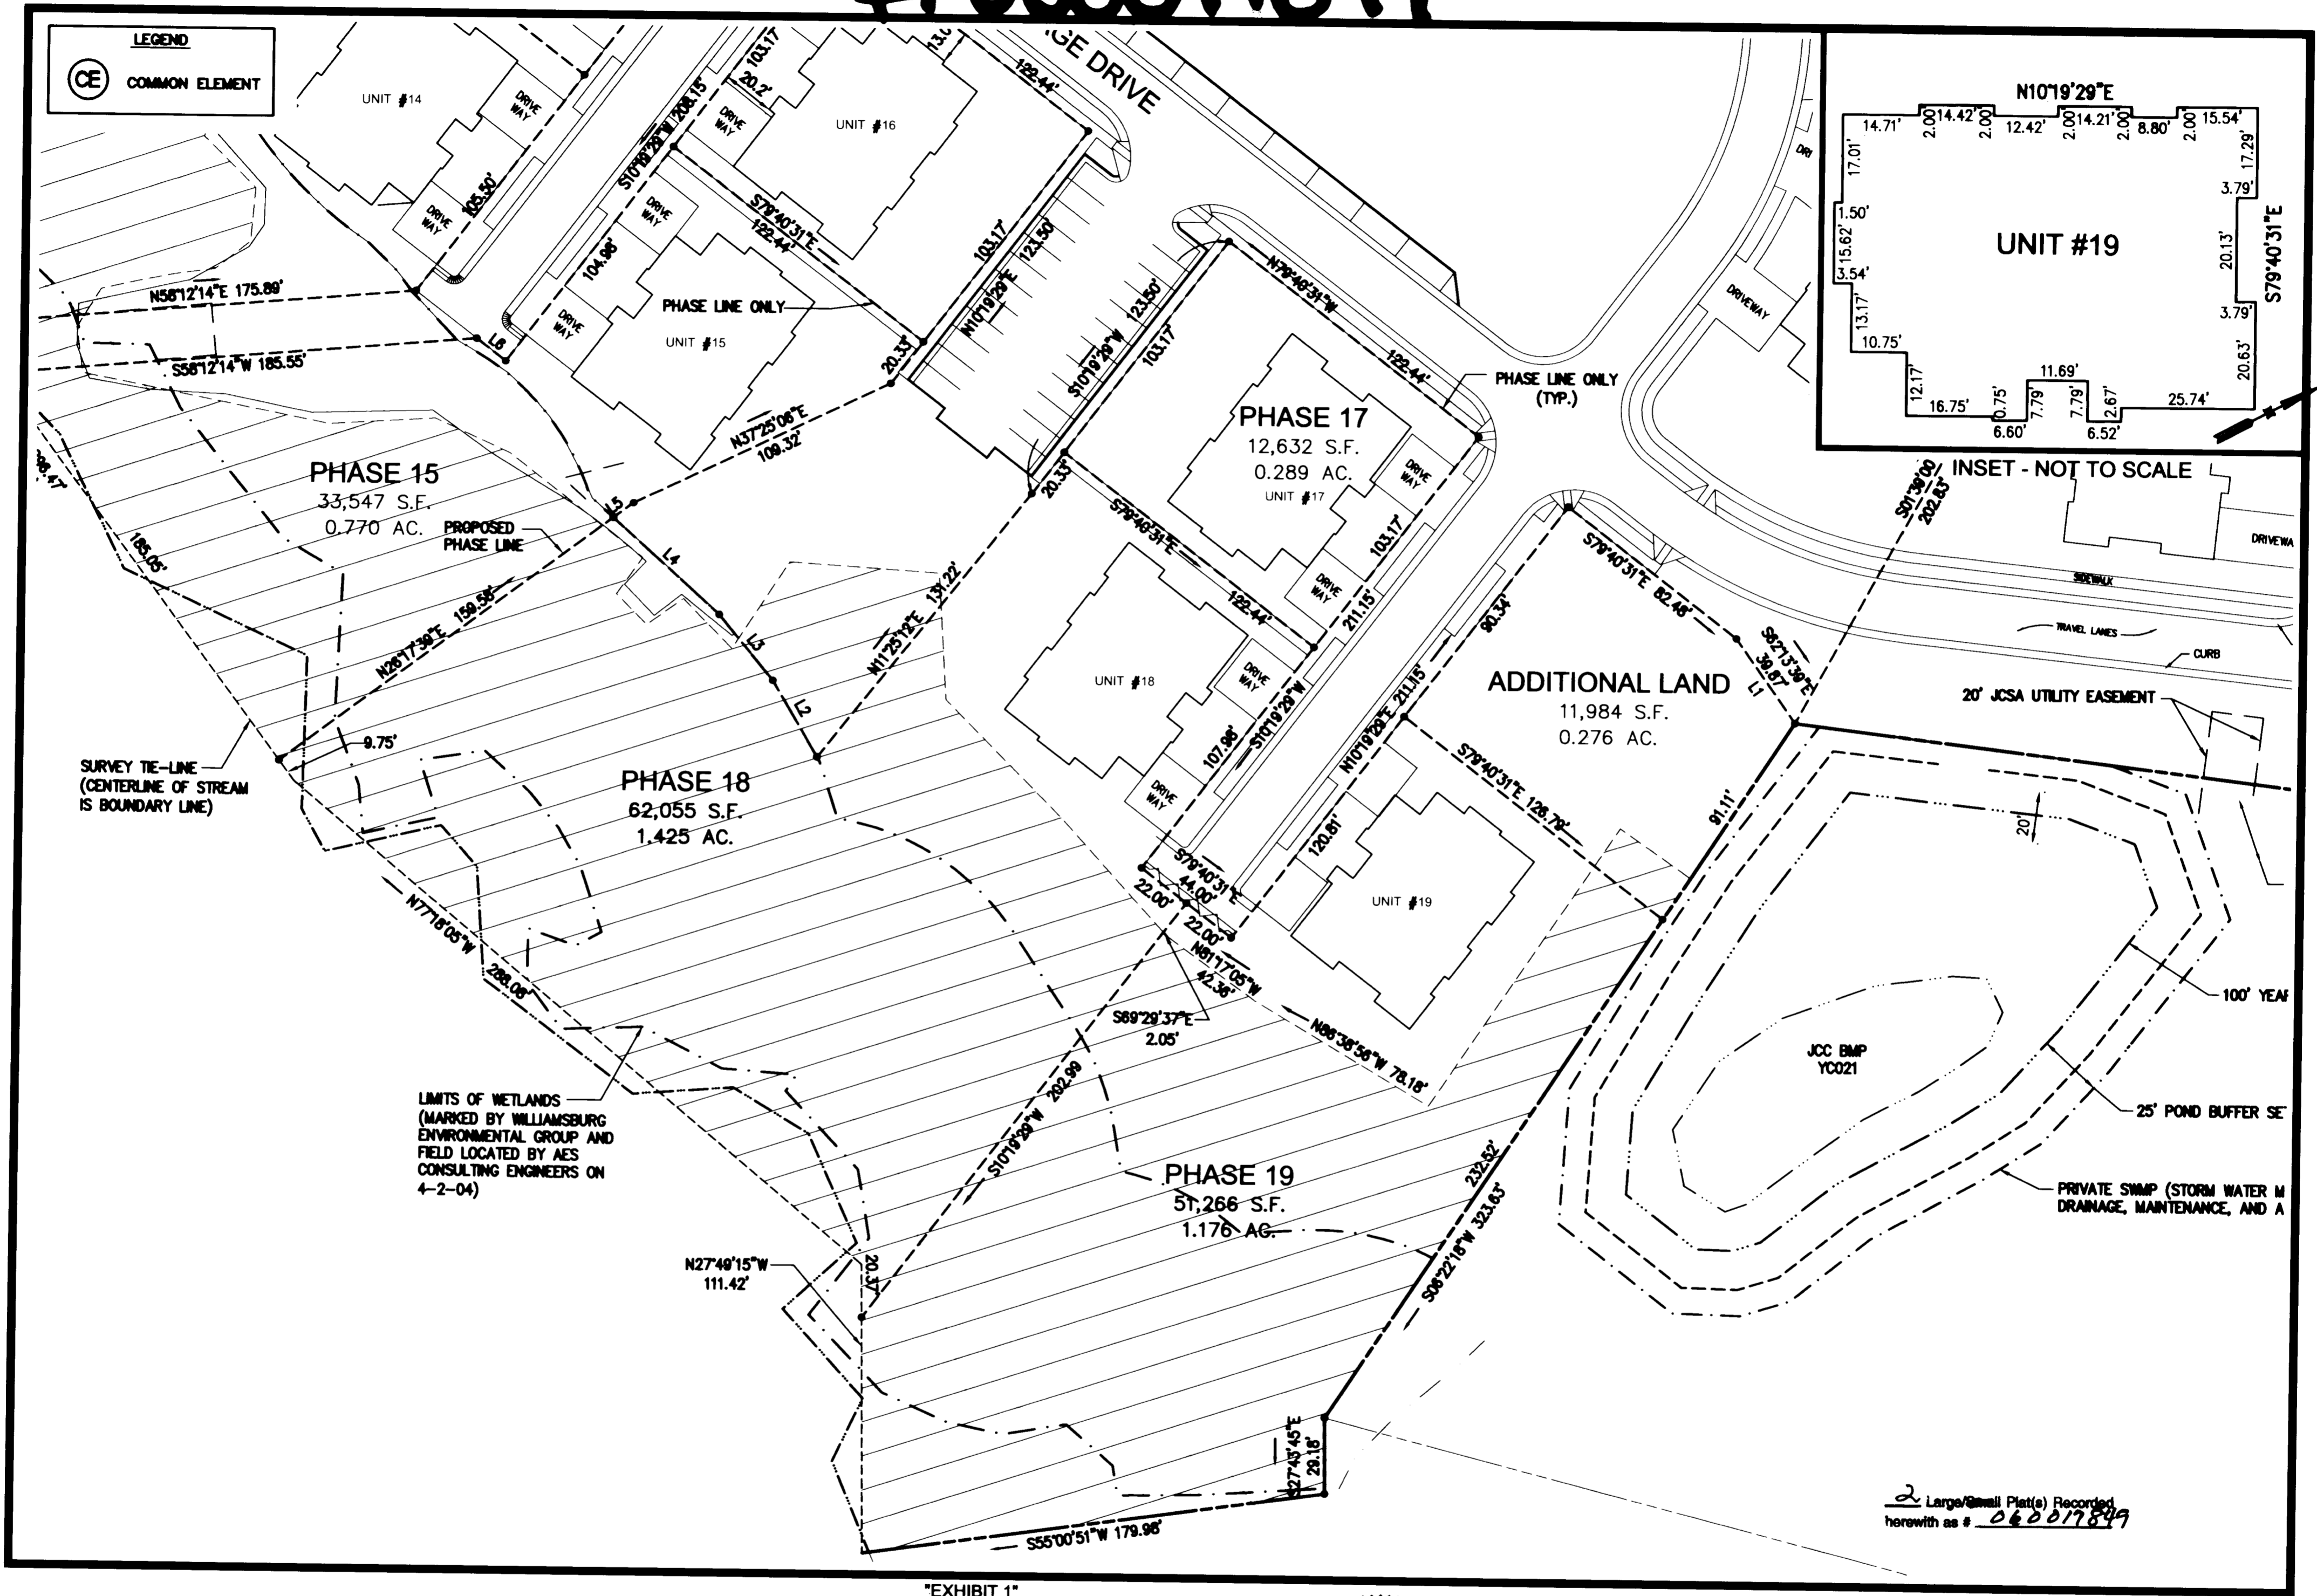 LEGEND
CE COMMON ELEMENT
UNIT #14
DRIVE
WAY
DRIVE
WAY
105.50'
S10°19'29"W 208.15'
103.17'
20.2'
DRIVE
WAY
UNIT #16
13.0
122.44'
GE DRIVE
DRIVE
WAY
104.98'
DRIVE
WAY
S79°40'31"E
122.44'
PHASE LINE ONLY
UNIT #15
103.17'
N10°19'29"E 123.50'
20.33'
N58°12'14"E 175.89'
S58°12'14"W 185.55'
L6
N37°25'06"E
109.32'
S10°19'29"W 123.50'
103.17'
20.33'
N79°40'31"W
122.44'
PHASE LINE ONLY
(TYP.)
PHASE 17
12,632 S.F.
0.289 AC.
UNIT #17
DRIVE
WAY
DRIVE
WAY
103.17'
S79°40'31"E
122.44'
211.15'
S10°19'29"W
DRIVEWAY
N10°19'29"E
14.71'
2.00'
14.42'
2.00'
12.42'
2.00'
14.21'
2.00'
8.80'
2.00'
15.54'
17.01'
17.29'
3.79'
1.50'
15.62'
3.54'
UNIT #19
20.13'
S79°40'31"E
3.79'
13.17'
10.75'
12.17'
11.69'
20.63'
16.75'
0.75'
7.79'
7.79'
2.67'
25.74'
6.60'
6.52'
INSET - NOT TO SCALE
S01°39'00
202.83'
DRIVEWA
SIDEWALK
TRAVEL LANES
CURB
20' JCSA UTILITY EASEMENT
PHASE 15
33,547 S.F.
0.770 AC.
PROPOSED
PHASE LINE
185.05'
L5
L4
L3
L2
N26°17'39"E 159.58'
N11°25'12"E 131.22'
9.75'
SURVEY TIE-LINE
(CENTERLINE OF STREAM
IS BOUNDARY LINE)
PHASE 18
62,055 S.F.
1.425 AC.
UNIT #18
DRIVE
WAY
107.98'
DRIVE
WAY
S79°40'31"E
44.00'
22.00'
22.00'
N81°17'05"W
42.36'
S69°29'37"E
2.05'
N10°19'29"E 211.15'
90.34'
120.81'
S79°40'31"E 82.48'
S62°13'39"E
39.87'
L1
ADDITIONAL LAND
11,984 S.F.
0.276 AC.
S79°40'31"E 126.79'
91.11'
UNIT #19
N86°38'56"W 78.18'
20'
100' YEAR
JCC BMP
YC021
25' POND BUFFER SE
PRIVATE SWMP (STORM WATER M
DRAINAGE, MAINTENANCE, AND A
N77°18'05"W
288.06'
LIMITS OF WETLANDS
(MARKED BY WILLIAMSBURG
ENVIRONMENTAL GROUP AND
FIELD LOCATED BY AES
CONSULTING ENGINEERS ON
4-2-04)
S10°19'29"W 202.99
N27°49'15"W
111.42'
20.37'
PHASE 19
51,266 S.F.
1.176 AC.
232.52'
S06°22'18"W 323.63'
S27°43'45"E
29.18'
S55°00'51"W 179.98'
2 Large/Small Plat(s) Recorded
herewith as # 060017849
"EXHIBIT 1"